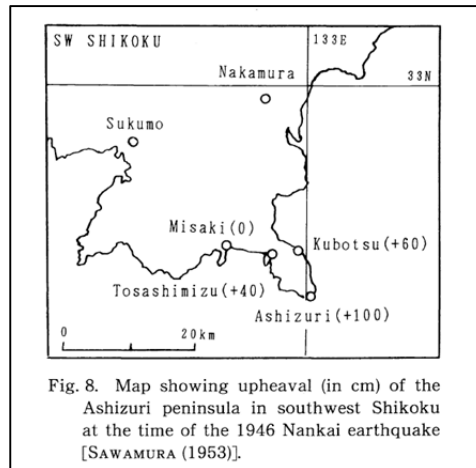 SW SHIKOKU
133E
Nakamura
33N
Sukumo
Misaki(0)
Kubotsu(+60)
Tosashimizu(+40)
Ashizuri(+100)
0 20km
Fig. 8. Map showing upheaval (in cm) of the
Ashizuri peninsula in southwest Shikoku
at the time of the 1946 Nankai earthquake
[SAWAMURA (1953)].